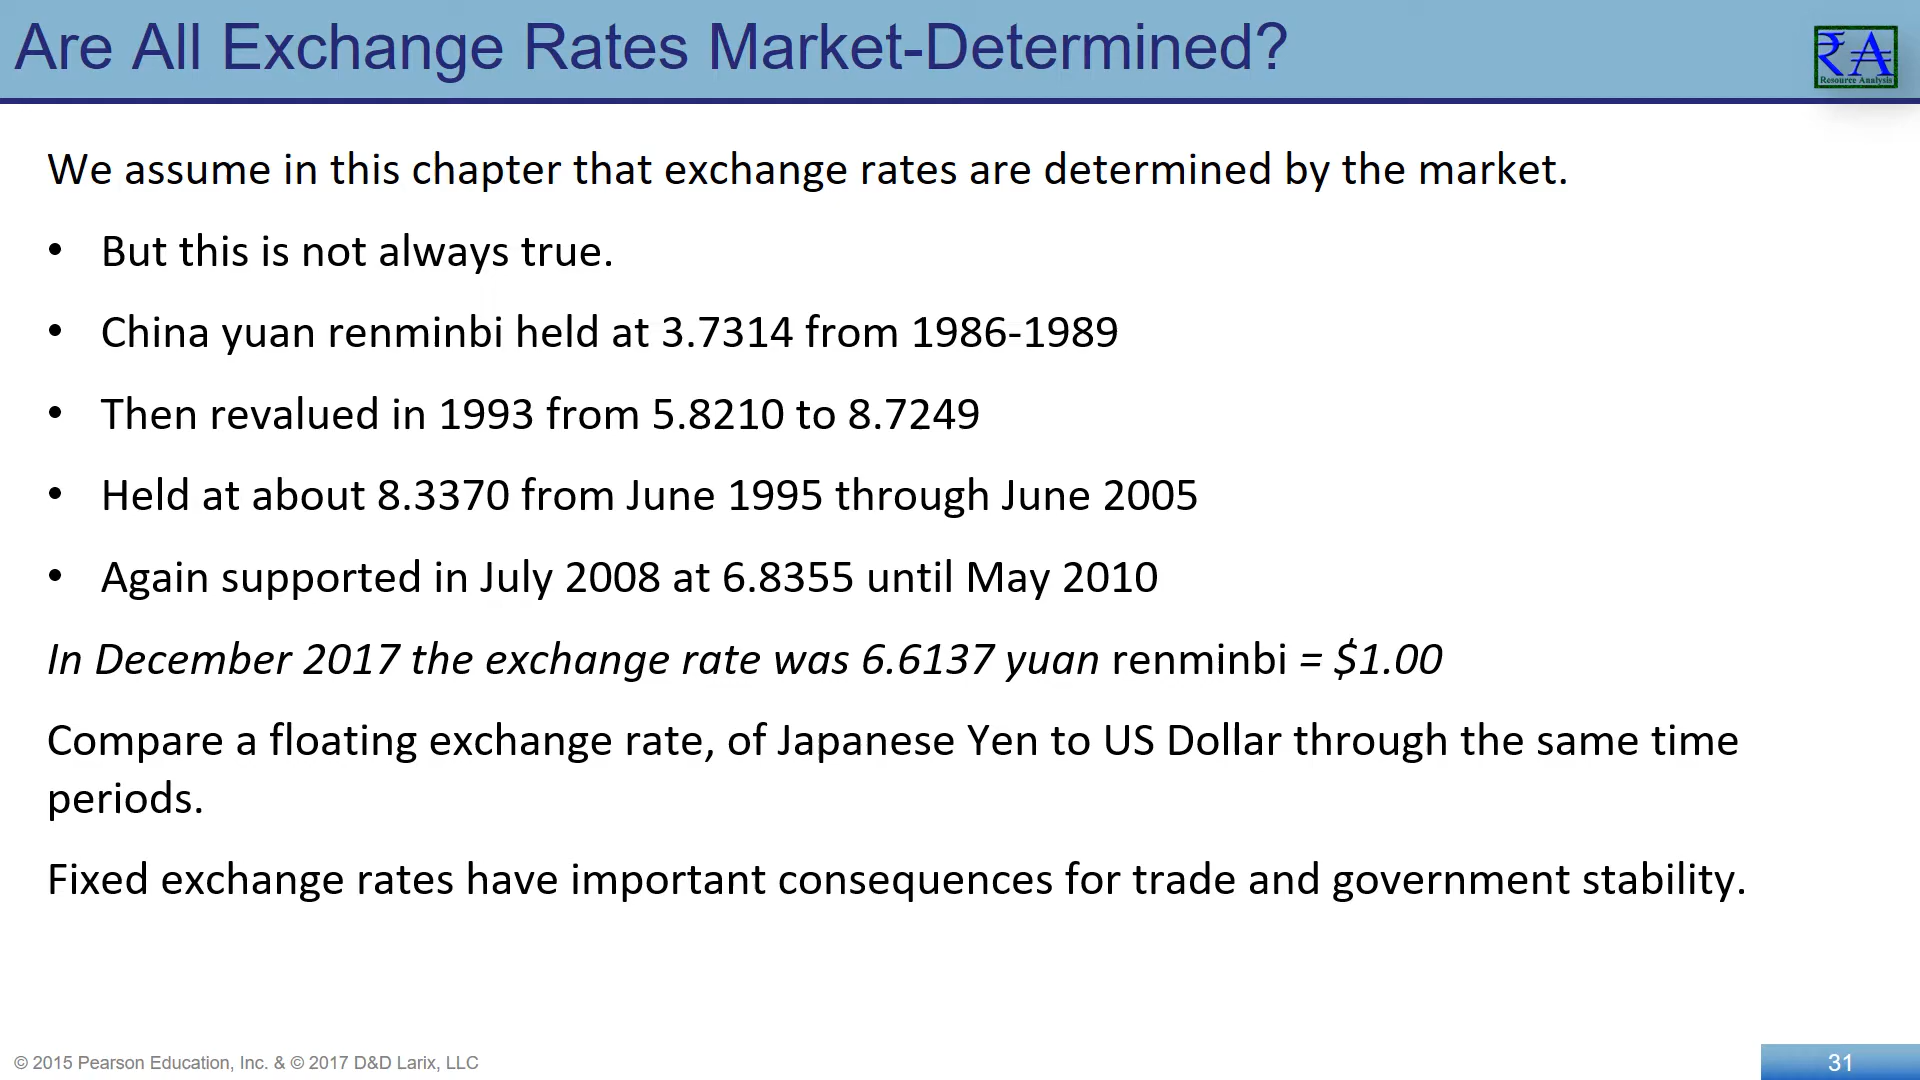 Are All Exchange Rates Market-Determined?
₹A
Resource Analysis
We assume in this chapter that exchange rates are determined by the market.
• But this is not always true.
• China yuan renminbi held at 3.7314 from 1986-1989
• Then revalued in 1993 from 5.8210 to 8.7249
• Held at about 8.3370 from June 1995 through June 2005
• Again supported in July 2008 at 6.8355 until May 2010
In December 2017 the exchange rate was 6.6137 yuan renminbi = $1.00
Compare a floating exchange rate, of Japanese Yen to US Dollar through the same time
periods.
Fixed exchange rates have important consequences for trade and government stability.
© 2015 Pearson Education, Inc. & © 2017 D&D Larix, LLC
31